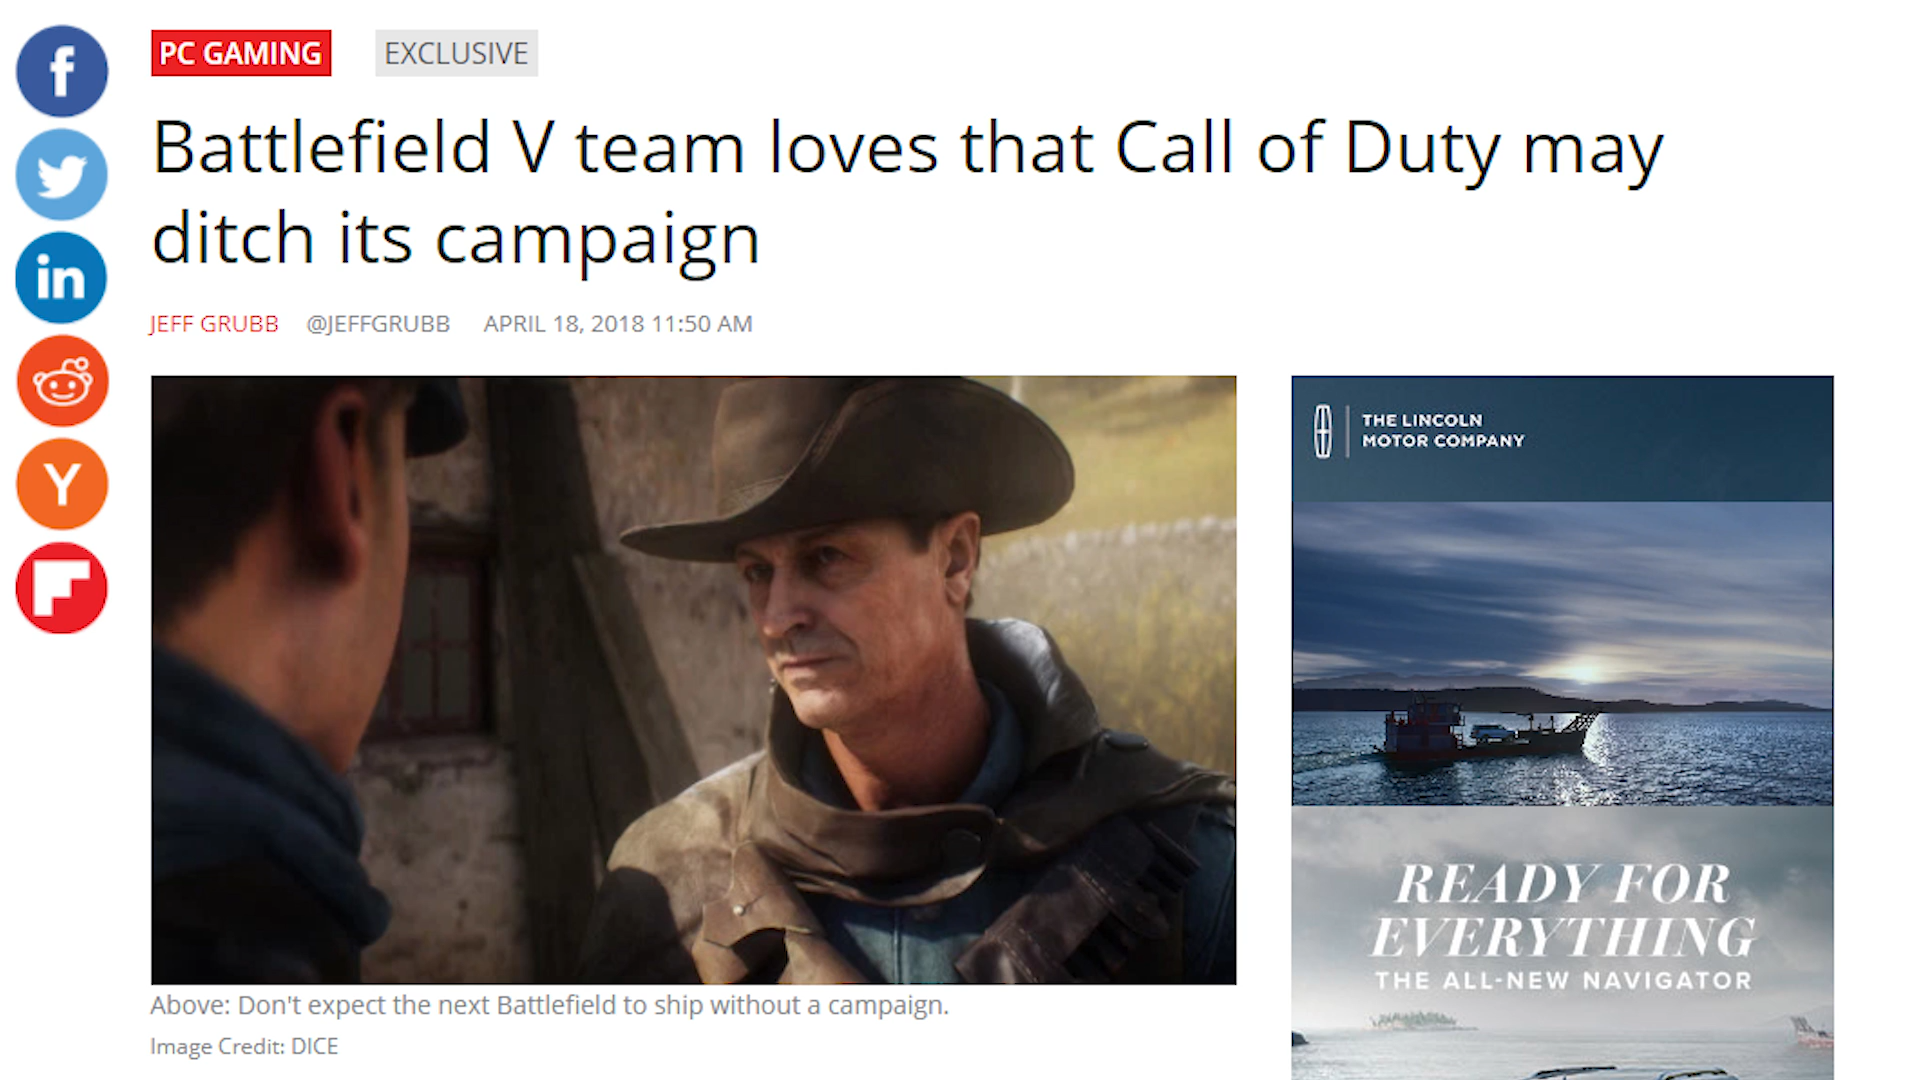 PC GAMING
EXCLUSIVE
Battlefield V team loves that Call of Duty may
ditch its campaign
JEFF GRUBB @JEFFGRUBB APRIL 18, 2018 11:50 AM
THE LINCOLN
MOTOR COMPANY
READY FOR
EVERYTHING
THE ALL-NEW NAVIGATOR
Above: Don't expect the next Battlefield to ship without a campaign.
Image Credit: DICE